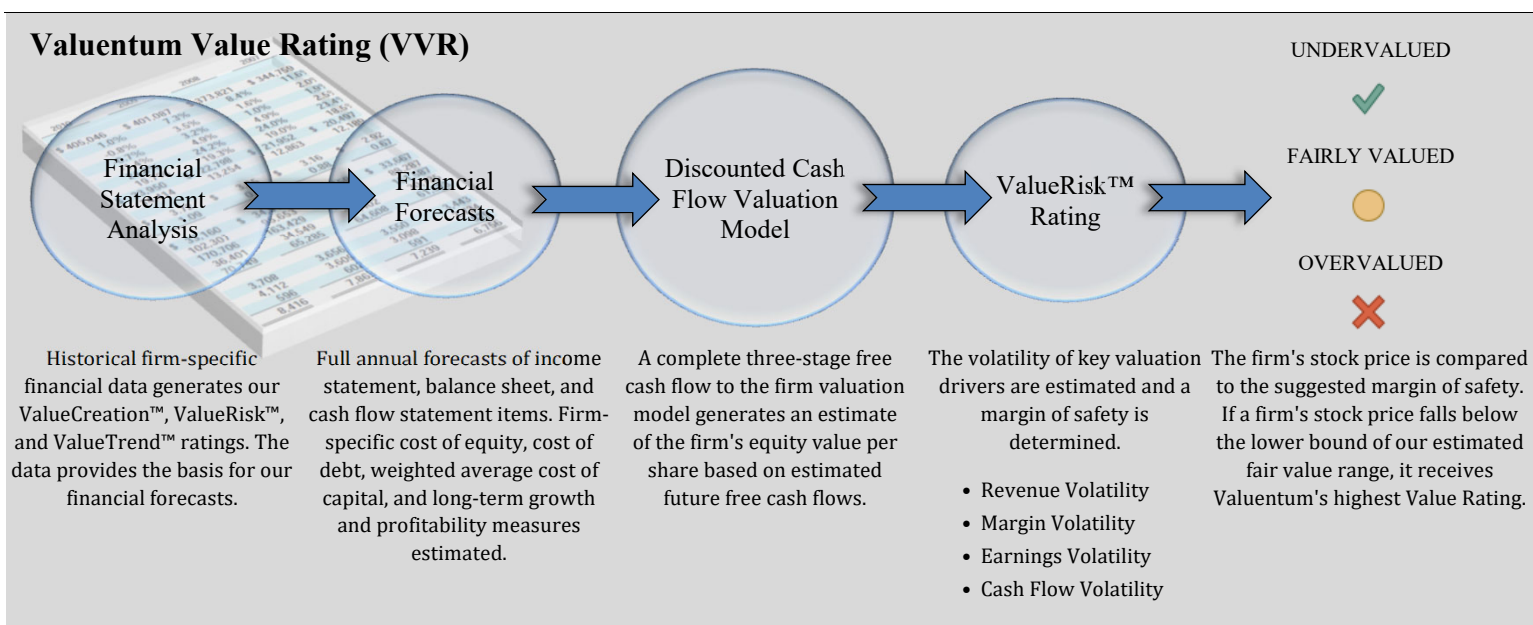 Valuentum Value Rating (VVR)
Financial
Statement
Analysis
Financial
Forecasts
Discounted Cash
Flow Valuation
Model
ValueRisk™
Rating
UNDERVALUED
FAIRLY VALUED
OVERVALUED
Historical firm-specific
financial data generates our
ValueCreation™, ValueRisk™,
and ValueTrend™ ratings. The
data provides the basis for our
financial forecasts.
Full annual forecasts of income
statement, balance sheet, and
cash flow statement items. Firm-
specific cost of equity, cost of
debt, weighted average cost of
capital, and long-term growth
and profitability measures
estimated.
A complete three-stage free
cash flow to the firm valuation
model generates an estimate
of the firm's equity value per
share based on estimated
future free cash flows.
The volatility of key valuation
drivers are estimated and a
margin of safety is
determined.
• Revenue Volatility
• Margin Volatility
• Earnings Volatility
• Cash Flow Volatility
The firm's stock price is compared
to the suggested margin of safety.
If a firm's stock price falls below
the lower bound of our estimated
fair value range, it receives
Valuentum's highest Value Rating.